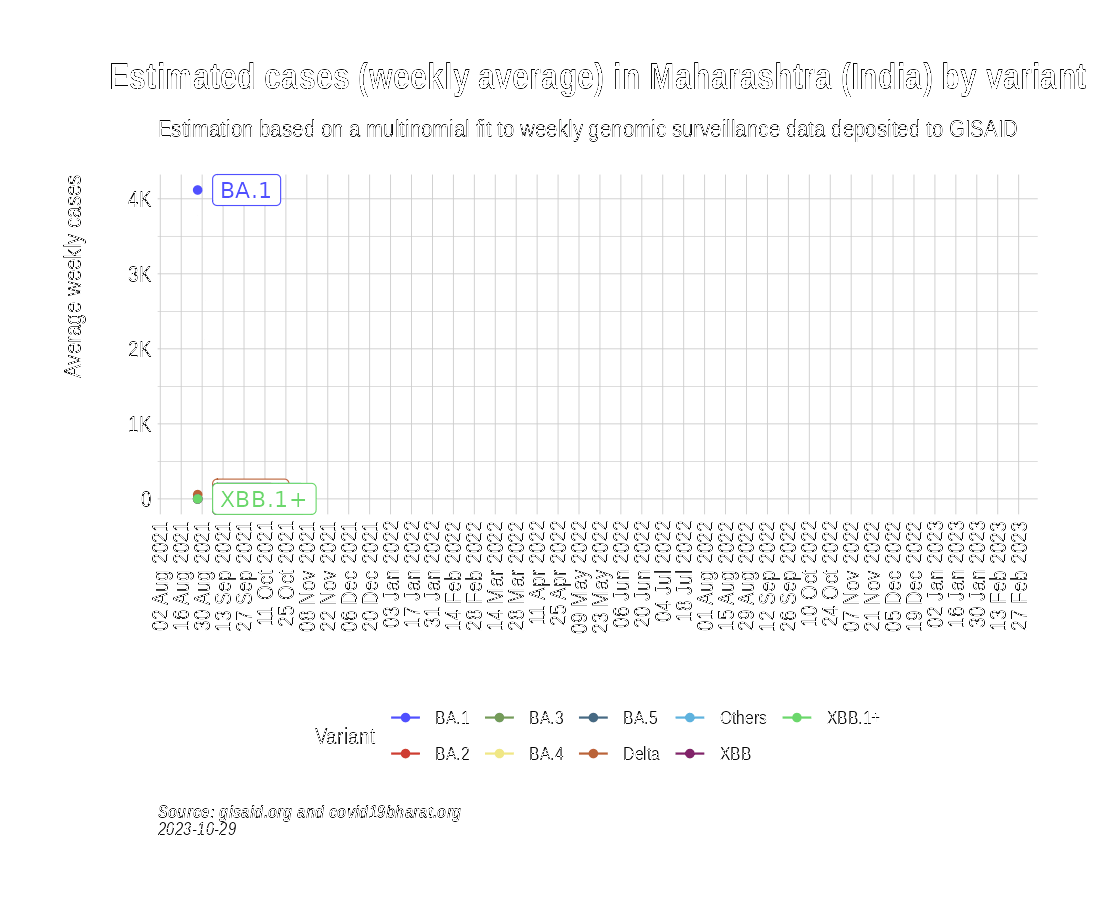 Estimated cases (weekly average) in Maharashtra (India) by variant
Estimation based on a multinomial fit to weekly genomic surveillance data deposited to GISAID
Average weekly cases
4K
3K
2K
1K
0
BA.1
XBB.1+
02 Aug 2021
16 Aug 2021
30 Aug 2021
13 Sep 2021
27 Sep 2021
11 Oct 2021
25 Oct 2021
08 Nov 2021
22 Nov 2021
06 Dec 2021
20 Dec 2021
03 Jan 2022
17 Jan 2022
31 Jan 2022
14 Feb 2022
28 Feb 2022
14 Mar 2022
28 Mar 2022
11 Apr 2022
25 Apr 2022
09 May 2022
23 May 2022
06 Jun 2022
20 Jun 2022
04 Jul 2022
18 Jul 2022
01 Aug 2022
15 Aug 2022
29 Aug 2022
12 Sep 2022
26 Sep 2022
10 Oct 2022
24 Oct 2022
07 Nov 2022
21 Nov 2022
05 Dec 2022
19 Dec 2022
02 Jan 2023
16 Jan 2023
30 Jan 2023
13 Feb 2023
27 Feb 2023
Variant
BA.1 BA.3 BA.5 Others XBB.1+
BA.2 BA.4 Delta XBB
Source: gisaid.org and covid19bharat.org
2023-10-29